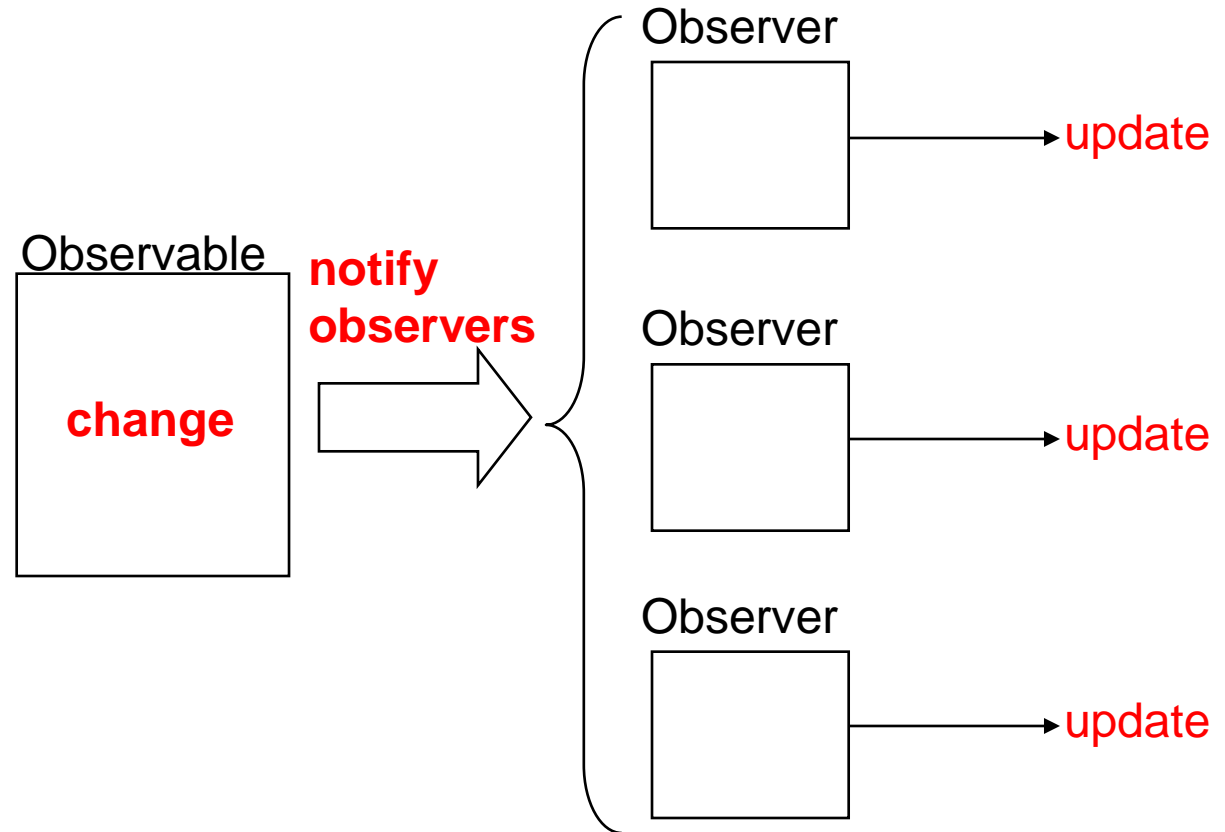 Observable
change
notify
observers
Observer
update
Observer
update
Observer
update